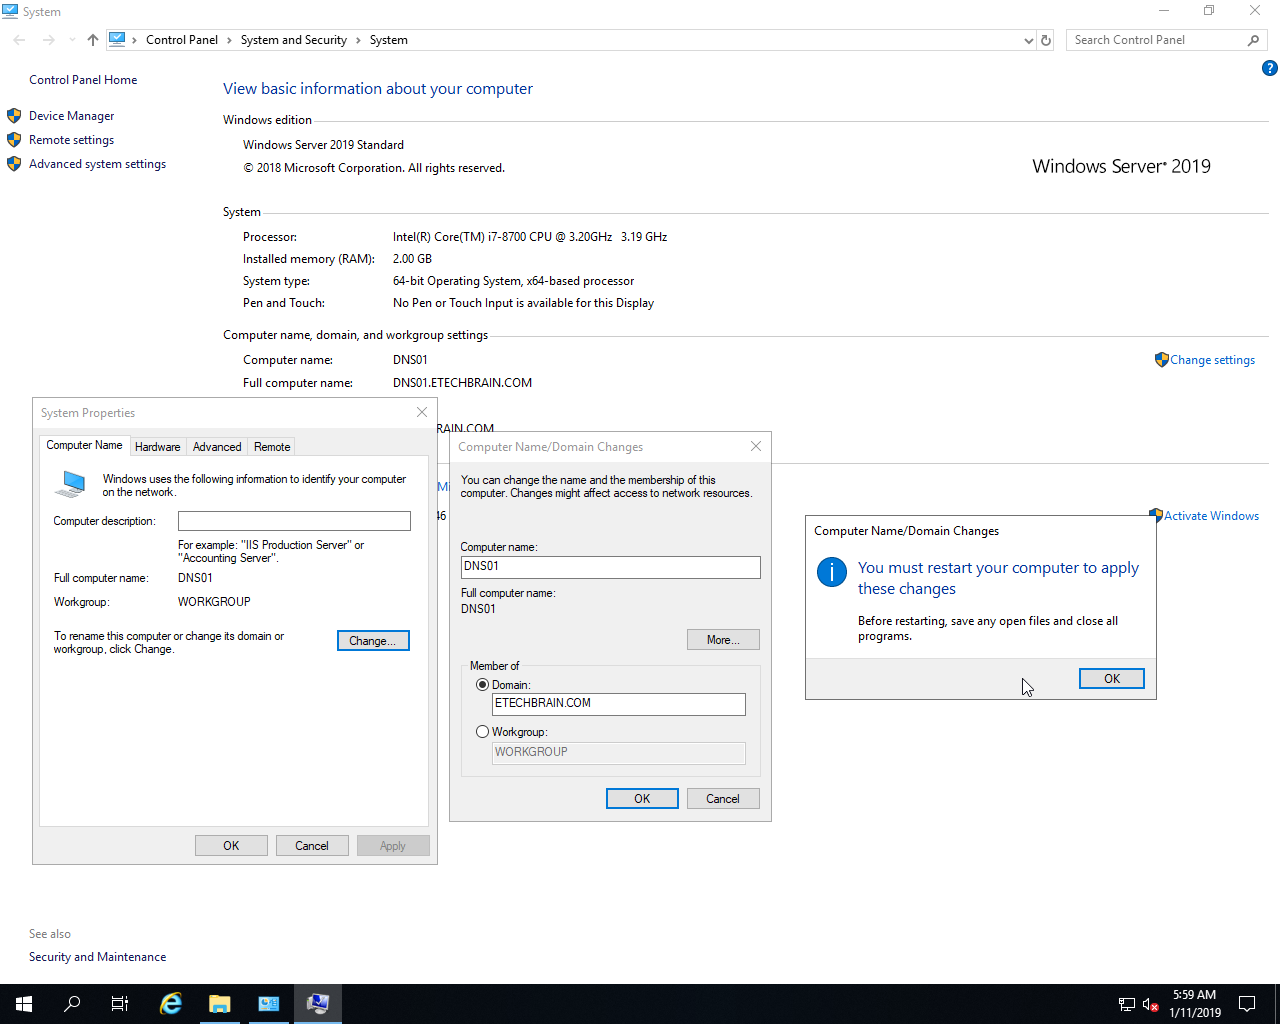 System
Control Panel > System and Security > System
Search Control Panel
Control Panel Home
Device Manager
Remote settings
Advanced system settings
View basic information about your computer
Windows edition
Windows Server 2019 Standard
© 2018 Microsoft Corporation. All rights reserved.
Windows Server® 2019
System
Processor: Intel(R) Core(TM) i7-8700 CPU @ 3.20GHz 3.19 GHz
Installed memory (RAM): 2.00 GB
System type: 64-bit Operating System, x64-based processor
Pen and Touch: No Pen or Touch Input is available for this Display
Computer name, domain, and workgroup settings
Computer name: DNS01
Change settings
Full computer name: DNS01.ETECHBRAIN.COM
RAIN.COM
Mi
46
Activate Windows
System Properties
Computer Name
Hardware
Advanced
Remote
Windows uses the following information to identify your computer
on the network.
Computer description:
For example: "IIS Production Server" or
"Accounting Server".
Full computer name: DNS01
Workgroup: WORKGROUP
To rename this computer or change its domain or
workgroup, click Change.
Change...
OK
Cancel
Apply
Computer Name/Domain Changes
You can change the name and the membership of this
computer. Changes might affect access to network resources.
Computer name:
DNS01
Full computer name:
DNS01
More...
Member of
Domain:
ETECHBRAIN.COM
Workgroup:
WORKGROUP
OK
Cancel
Computer Name/Domain Changes
You must restart your computer to apply
these changes
Before restarting, save any open files and close all
programs.
OK
See also
Security and Maintenance
5:59 AM
1/11/2019